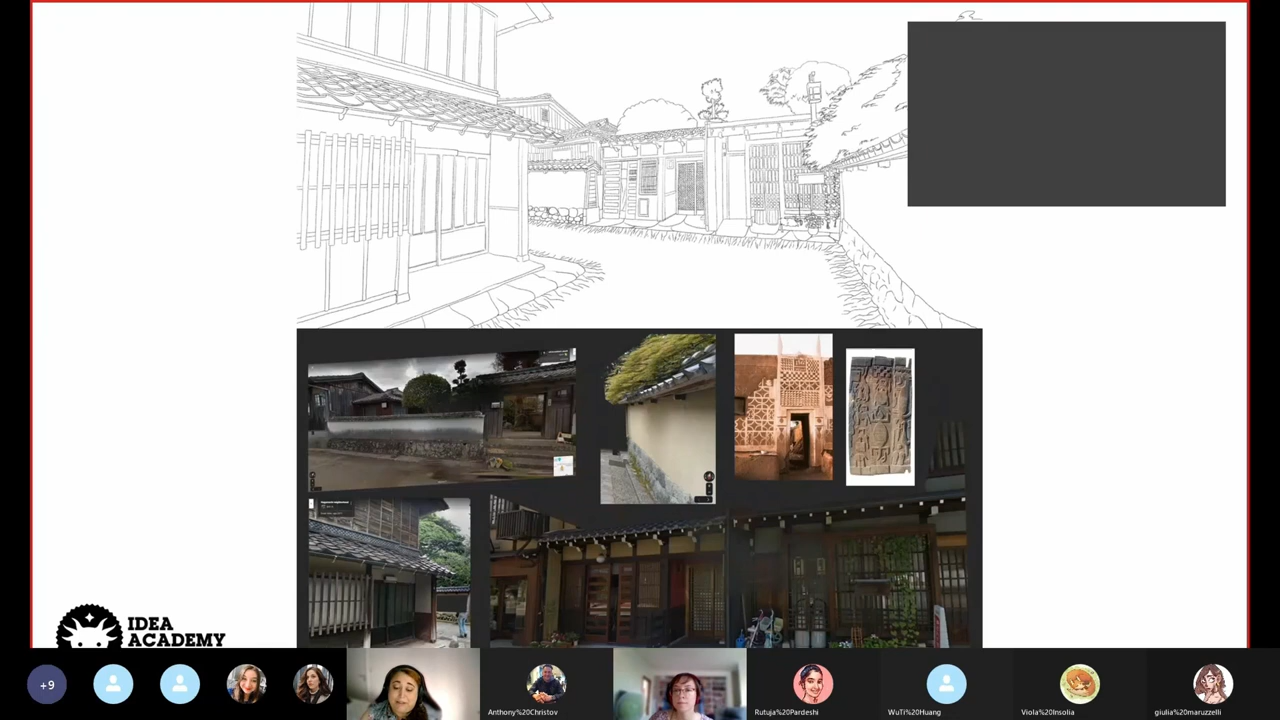 IDEA
ACADEMY
+9
Anthony%20Christov
Rutuja%20Pardeshi
WuTi%20Huang
Viola%20Insolia
giulia%20maruzzelli